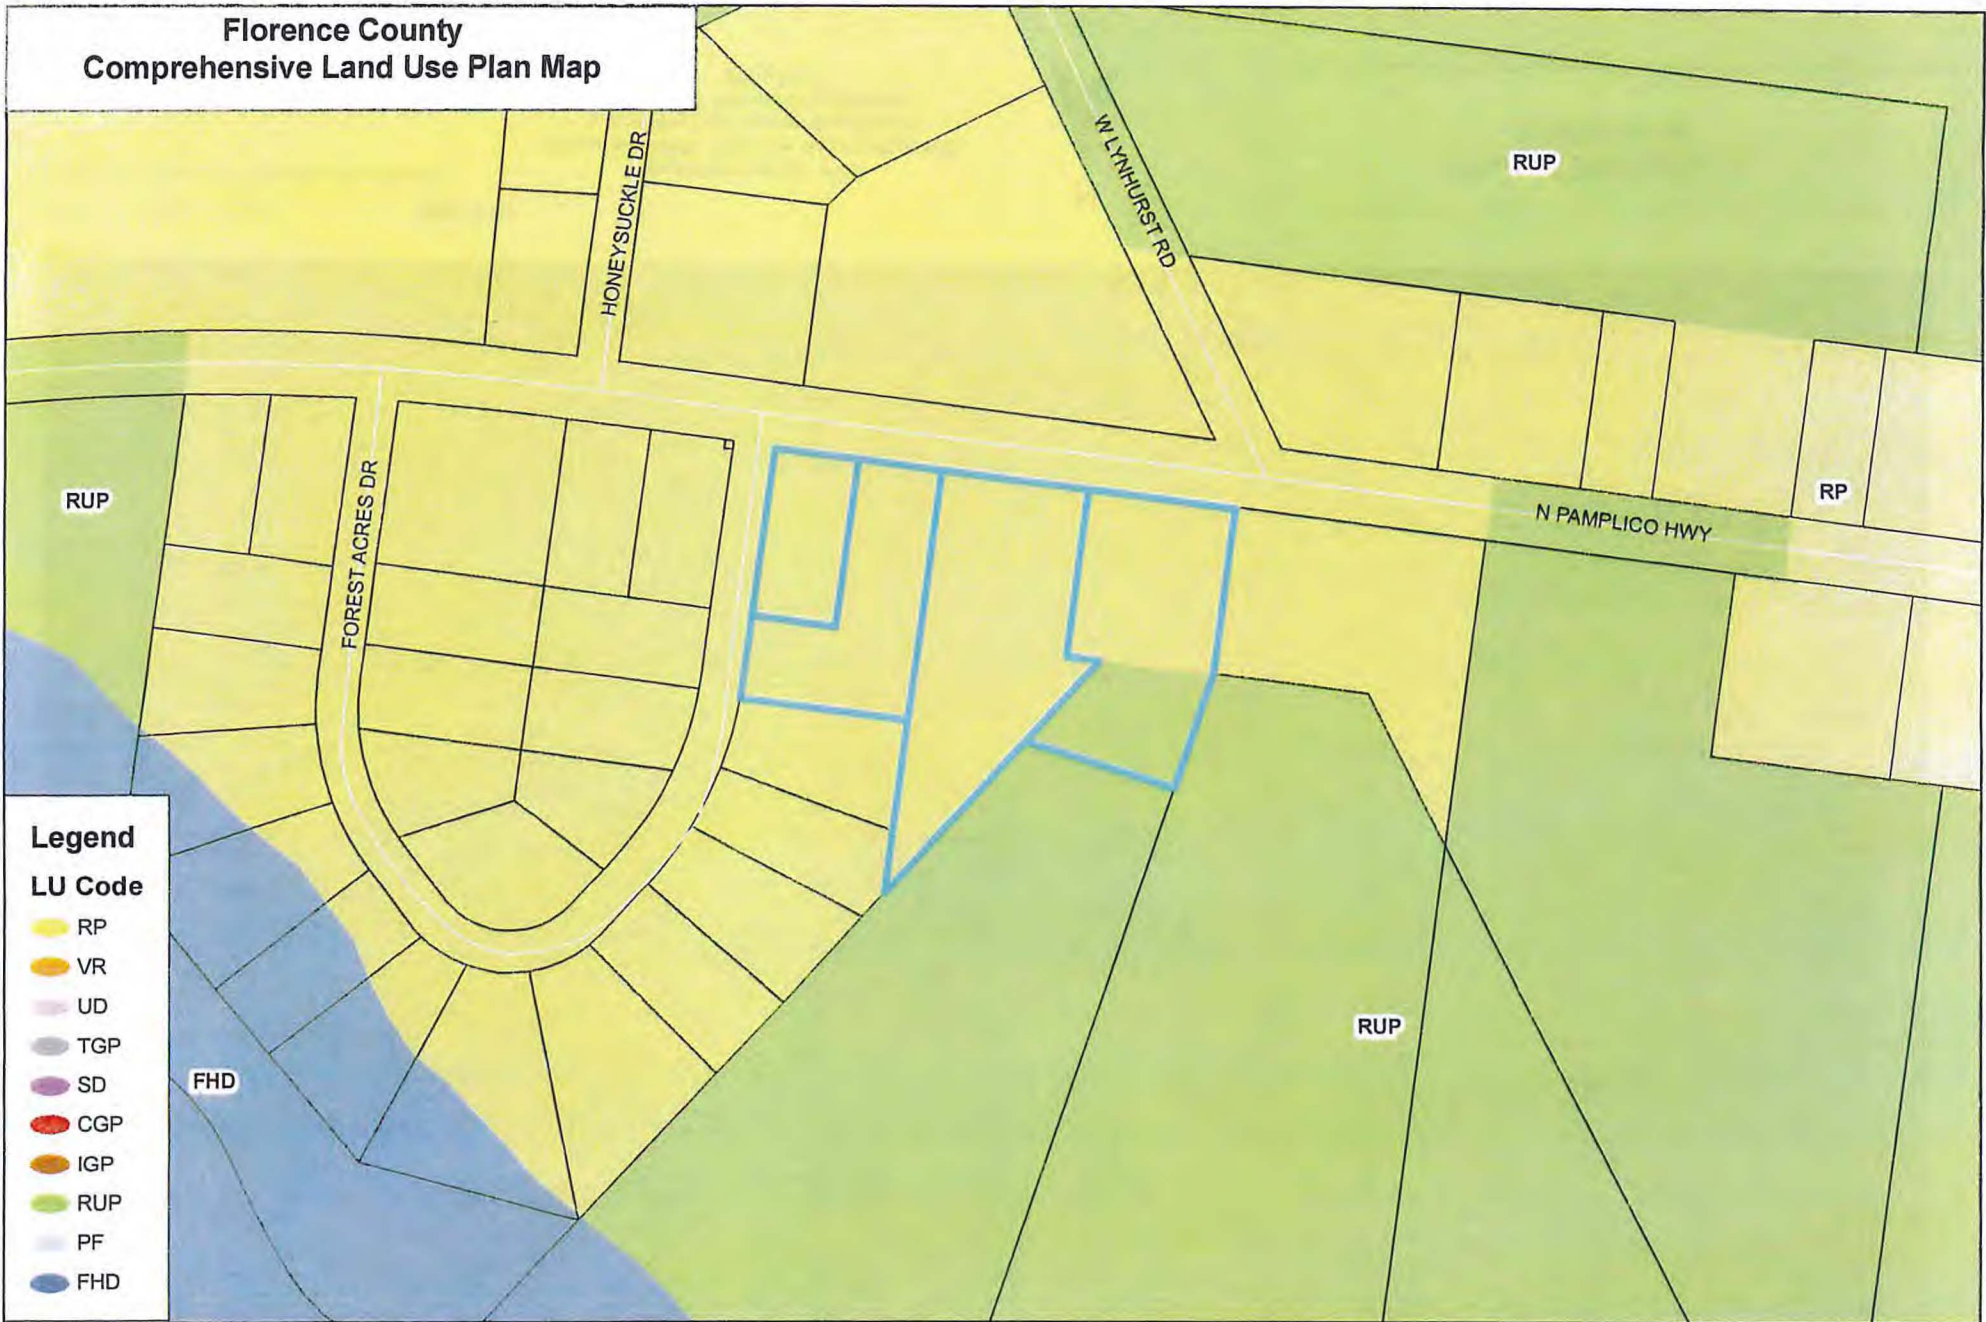 Florence County
Comprehensive Land Use Plan Map
HONEYSUCKLE DR
W LYNHURST RD
RUP
RUP
FOREST ACRES DR
N PAMPLICO HWY
RP
RUP
FHD
Legend
LU Code
RP
VR
UD
TGP
SD
CGP
IGP
RUP
PF
FHD